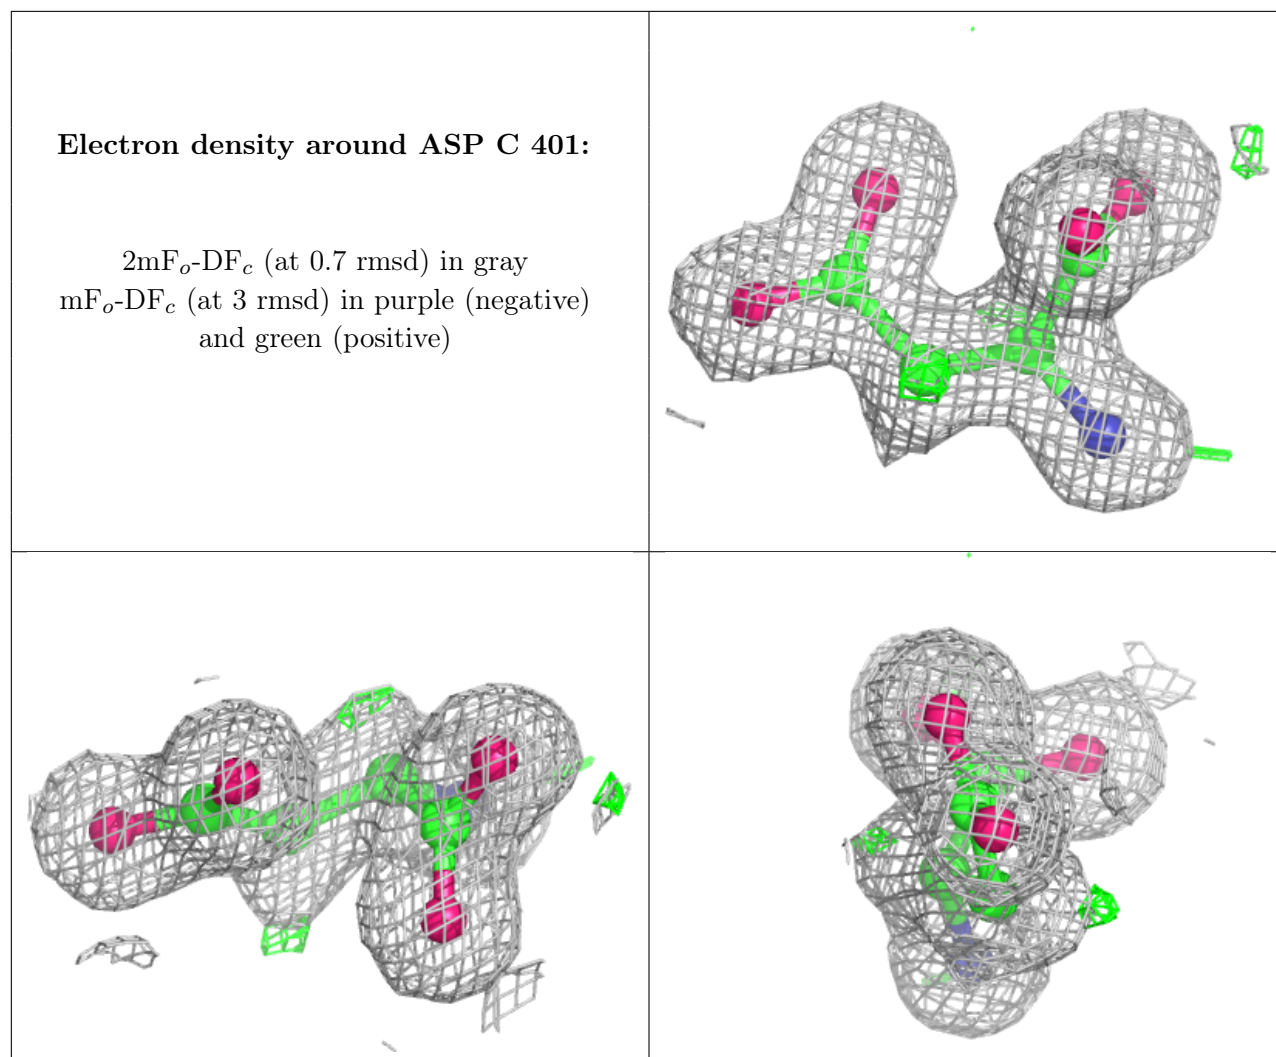 Electron density around ASP C 401:
2mFₒ-DF𝒸 (at 0.7 rmsd) in gray
mFₒ-DF𝒸 (at 3 rmsd) in purple (negative)
and green (positive)